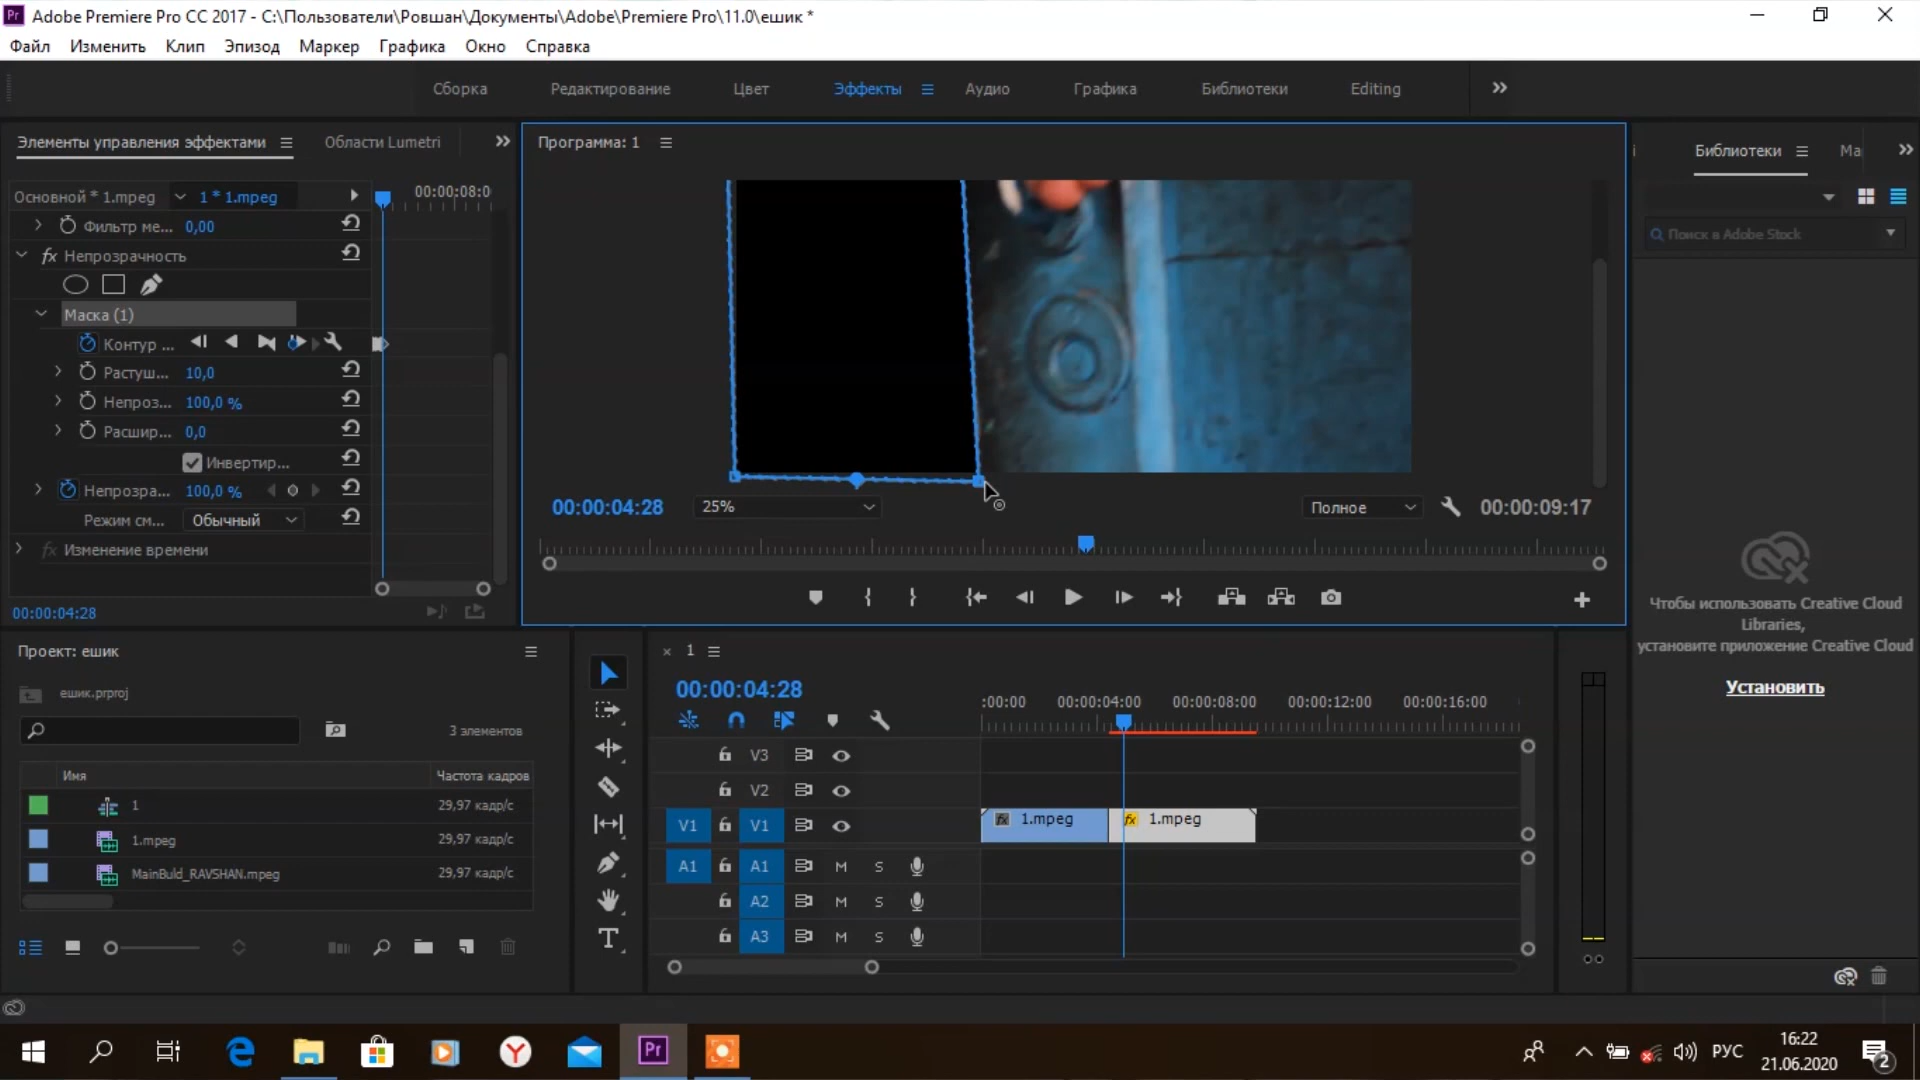 Adobe Premiere Pro CC 2017 - C:\Пользователи\Ровшан\Документы\Adobe\Premiere Pro\11.0\ешик *
Файл Изменить Клип Эпизод Маркер Графика Окно Справка
Сборка Редактирование Цвет Эффекты Аудио Графика Библиотеки Editing
Элементы управления эффектами Области Lumetri
Основной * 1.mpeg 1 * 1.mpeg 00:00:08:0
Фильтр ме... 0,00
fx Непрозрачность
Маска (1)
Контур ...
Растуш... 10,0
Непроз... 100,0 %
Расшир... 0,0
Инвертир...
Непрозра... 100,0 %
Режим см... Обычный
fx Изменение времени
00:00:04:28
Программа: 1
00:00:04:28 25% Полное 00:00:09:17
Библиотеки Ма
Поиск в Adobe Stock
Чтобы использовать Creative Cloud
Libraries,
установите приложение Creative Cloud
Установить
Проект: ешик
ешик.prproj
3 элементов
Имя Частота кадров
1 29,97 кадр/с
1.mpeg 29,97 кадр/с
MainBuld_RAVSHAN.mpeg 29,97 кадр/с
× 1
00:00:04:28
:00:00 00:00:04:00 00:00:08:00 00:00:12:00 00:00:16:00
V3
V2
V1 V1 fx 1.mpeg fx 1.mpeg
A1 A1 M S
A2 M S
A3 M S
Pr РУС 16:22
21.06.2020
2